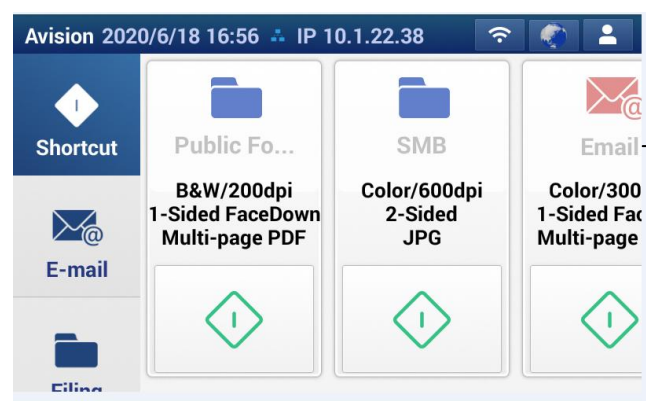 Avision 2020/6/18 16:56 IP 10.1.22.38
Shortcut
E-mail
Filing
Public Fo...
B&W/200dpi
1-Sided FaceDown
Multi-page PDF
SMB
Color/600dpi
2-Sided
JPG
Email
Color/300
1-Sided Fac
Multi-page